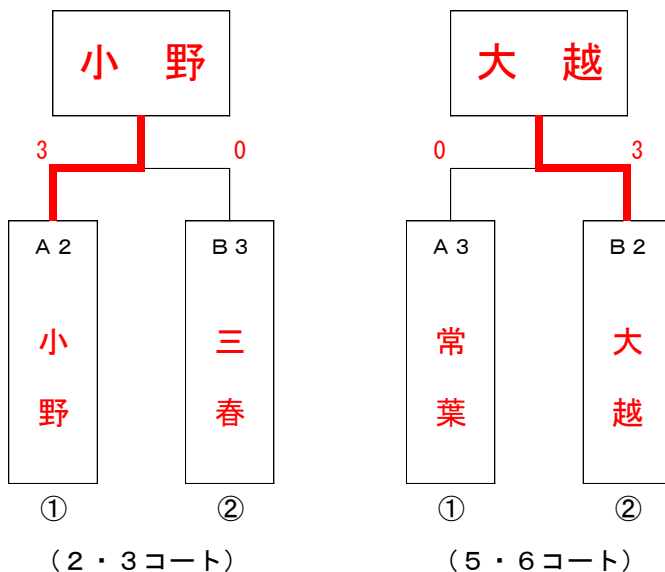 小　野
3　0
A2　B3
小野　三春
①　②
(2・3コート)
大　越
0　3
A3　B2
常葉　大越
①　②
(5・6コート)